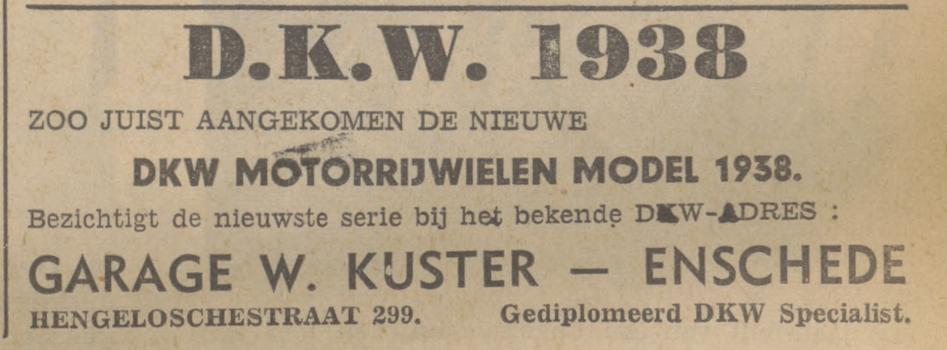 D.K.W. 1938
ZOO JUIST AANGEKOMEN DE NIEUWE
DKW MOTORRIJWIELEN MODEL 1938.
Bezichtigt de nieuwste serie bij het bekende DKW-ADRES :
GARAGE W. KUSTER — ENSCHEDE
HENGELOSCHESTRAAT 299. Gediplomeerd DKW Specialist.